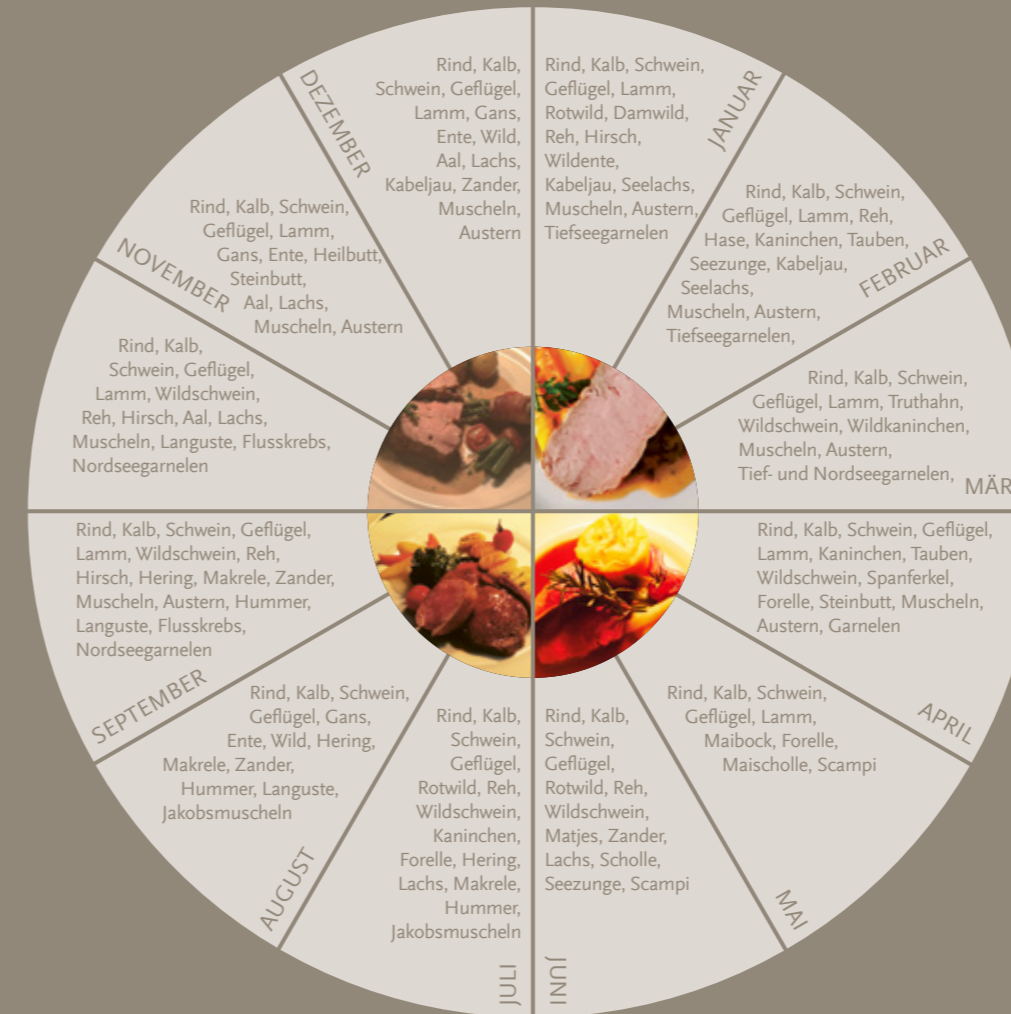 JANUAR
Rind, Kalb, Schwein,
Geflügel, Lamm,
Rotwild, Damwild,
Reh, Hirsch,
Wildente,
Kabeljau, Seelachs,
Muscheln, Austern,
Tiefseegarnelen
FEBRUAR
Rind, Kalb, Schwein,
Geflügel, Lamm, Reh,
Hase, Kaninchen, Tauben,
Seezunge, Kabeljau,
Seelachs,
Muscheln, Austern,
Tiefseegarnelen,
MÄR
Rind, Kalb, Schwein,
Geflügel, Lamm, Truthahn,
Wildschwein, Wildkaninchen,
Muscheln, Austern,
Tief- und Nordseegarnelen,
APRIL
Rind, Kalb, Schwein, Geflügel,
Lamm, Kaninchen, Tauben,
Wildschwein, Spanferkel,
Forelle, Steinbutt, Muscheln,
Austern, Garnelen
MAI
Rind, Kalb, Schwein,
Geflügel, Lamm,
Maibock, Forelle,
Maischolle, Scampi
JUNI
Rind, Kalb,
Schwein,
Geflügel,
Rotwild, Reh,
Wildschwein,
Matjes, Zander,
Lachs, Scholle,
Seezunge, Scampi
JULI
Rind, Kalb,
Schwein,
Geflügel,
Rotwild, Reh,
Wildschwein,
Kaninchen,
Forelle, Hering,
Lachs, Makrele,
Hummer,
Jakobsmuscheln
AUGUST
Rind, Kalb, Schwein,
Geflügel, Gans,
Ente, Wild, Hering,
Makrele, Zander,
Hummer, Languste,
Jakobsmuscheln
SEPTEMBER
Rind, Kalb, Schwein, Geflügel,
Lamm, Wildschwein, Reh,
Hirsch, Hering, Makrele, Zander,
Muscheln, Austern, Hummer,
Languste, Flusskrebs,
Nordseegarnelen
Rind, Kalb,
Schwein, Geflügel,
Lamm, Wildschwein,
Reh, Hirsch, Aal, Lachs,
Muscheln, Languste, Flusskrebs,
Nordseegarnelen
NOVEMBER
Rind, Kalb, Schwein,
Geflügel, Lamm,
Gans, Ente, Heilbutt,
Steinbutt,
Aal, Lachs,
Muscheln, Austern
DEZEMBER
Rind, Kalb,
Schwein, Geflügel,
Lamm, Gans,
Ente, Wild,
Aal, Lachs,
Kabeljau, Zander,
Muscheln,
Austern